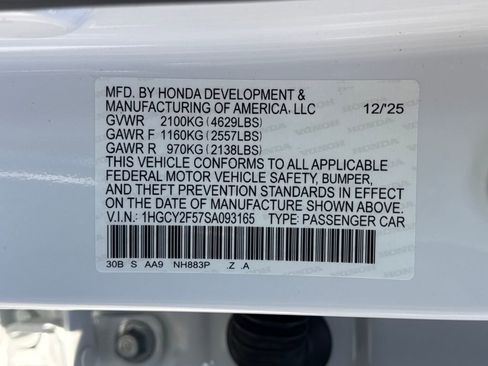 MFD. BY HONDA DEVELOPMENT &
MANUFACTURING OF AMERICA, LLC 12/'25
GVWR 2100KG (4629LBS)
GAWR F 1160KG (2557LBS)
GAWR R 970KG (2138LBS)
THIS VEHICLE CONFORMS TO ALL APPLICABLE
FEDERAL MOTOR VEHICLE SAFETY, BUMPER,
AND THEFT PREVENTION STANDARDS IN EFFECT
ON THE DATE OF MANUFACTURE SHOWN ABOVE.
V.I.N.: 1HGCY2F57SA093165 TYPE: PASSENGER CAR
30B S AA9 NH883P .Z .A